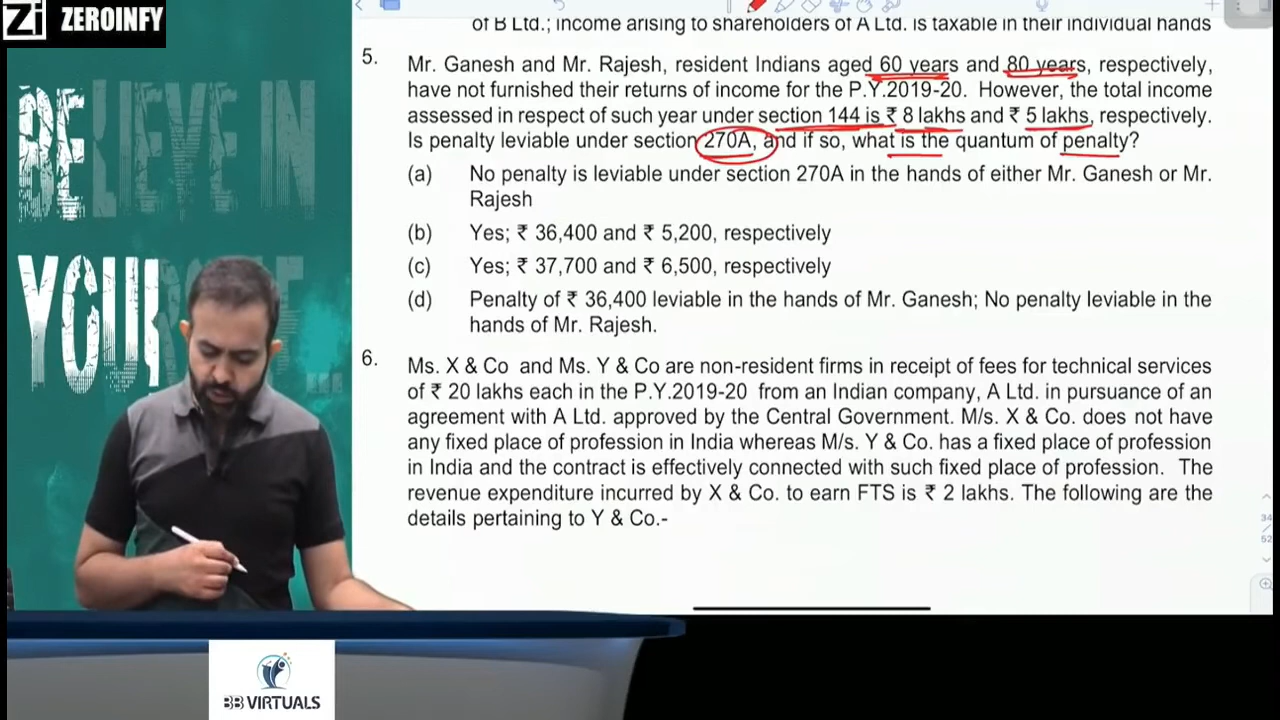 Zi ZEROINFY
of B Ltd.; income arising to shareholders of A Ltd. is taxable in their individual hands
5. Mr. Ganesh and Mr. Rajesh, resident Indians aged 60 years and 80 years, respectively,
have not furnished their returns of income for the P.Y.2019-20. However, the total income
assessed in respect of such year under section 144 is ₹ 8 lakhs and ₹ 5 lakhs, respectively.
Is penalty leviable under section 270A, and if so, what is the quantum of penalty?
(a) No penalty is leviable under section 270A in the hands of either Mr. Ganesh or Mr.
Rajesh
(b) Yes; ₹ 36,400 and ₹ 5,200, respectively
(c) Yes; ₹ 37,700 and ₹ 6,500, respectively
(d) Penalty of ₹ 36,400 leviable in the hands of Mr. Ganesh; No penalty leviable in the
hands of Mr. Rajesh.
6. Ms. X & Co and Ms. Y & Co are non-resident firms in receipt of fees for technical services
of ₹ 20 lakhs each in the P.Y.2019-20 from an Indian company, A Ltd. in pursuance of an
agreement with A Ltd. approved by the Central Government. M/s. X & Co. does not have
any fixed place of profession in India whereas M/s. Y & Co. has a fixed place of profession
in India and the contract is effectively connected with such fixed place of profession. The
revenue expenditure incurred by X & Co. to earn FTS is ₹ 2 lakhs. The following are the
details pertaining to Y & Co.-
34
52
BELIEVE IN
BB VIRTUALS